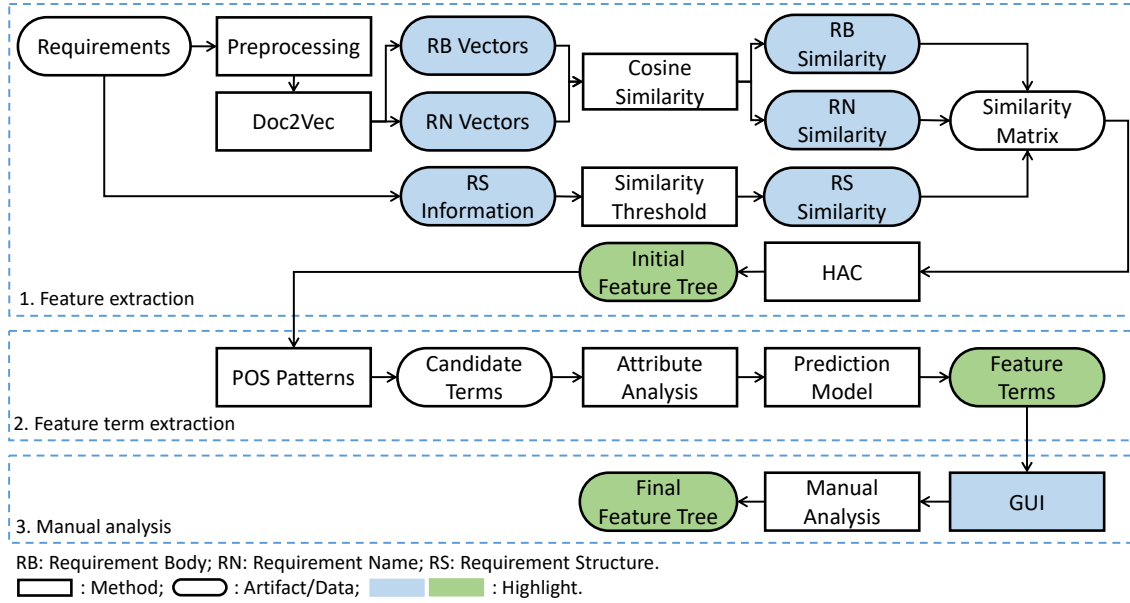 Requirements
Preprocessing
RB Vectors
Cosine
Similarity
RB
Similarity
Doc2Vec
RN Vectors
RN
Similarity
Similarity
Matrix
RS
Information
Similarity
Threshold
RS
Similarity
Initial
Feature Tree
HAC
1. Feature extraction
POS Patterns
Candidate
Terms
Attribute
Analysis
Prediction
Model
Feature
Terms
2. Feature term extraction
Final
Feature Tree
Manual
Analysis
GUI
3. Manual analysis
RB: Requirement Body; RN: Requirement Name; RS: Requirement Structure.
: Method; : Artifact/Data; : Highlight.